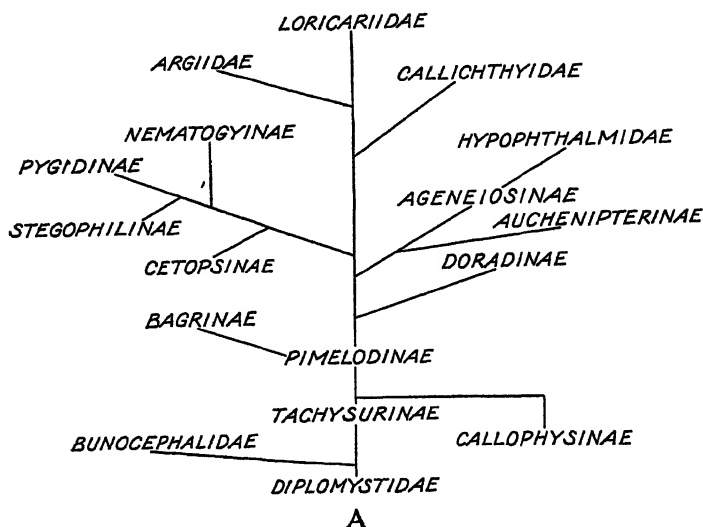 LORICARIIDAE
ARGIIDAE
CALLICHTHYIDAE
NEMATOGYINAE
HYPOPHTHALMIDAE
PYGIDINAE
AGENEIOSINAE
STEGOPHILINAE
AUCHENIPTERINAE
CETOPSINAE
DORADINAE
BAGRINAE
PIMELODINAE
TACHYSURINAE
BUNOCEPHALIDAE
CALLOPHYSINAE
DIPLOMYSTIDAE
A